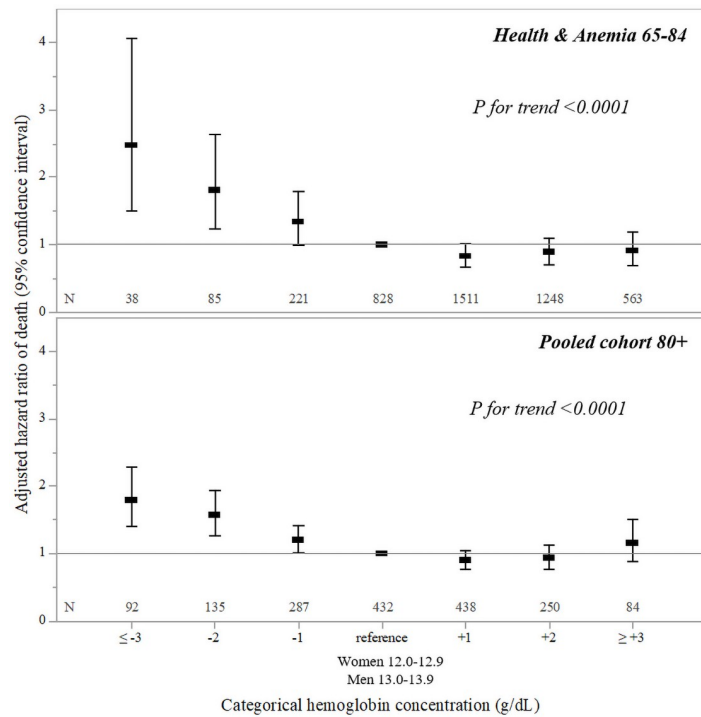 Adjusted hazard ratio of death (95% confidence interval)
4
3
2
1
0
Health & Anemia 65-84
P for trend <0.0001
N 38 85 221 828 1511 1248 563
4
3
2
1
0
Pooled cohort 80+
P for trend <0.0001
N 92 135 287 432 438 250 84
≤ -3 -2 -1 reference +1 +2 ≥ +3
Women 12.0-12.9
Men 13.0-13.9
Categorical hemoglobin concentration (g/dL)